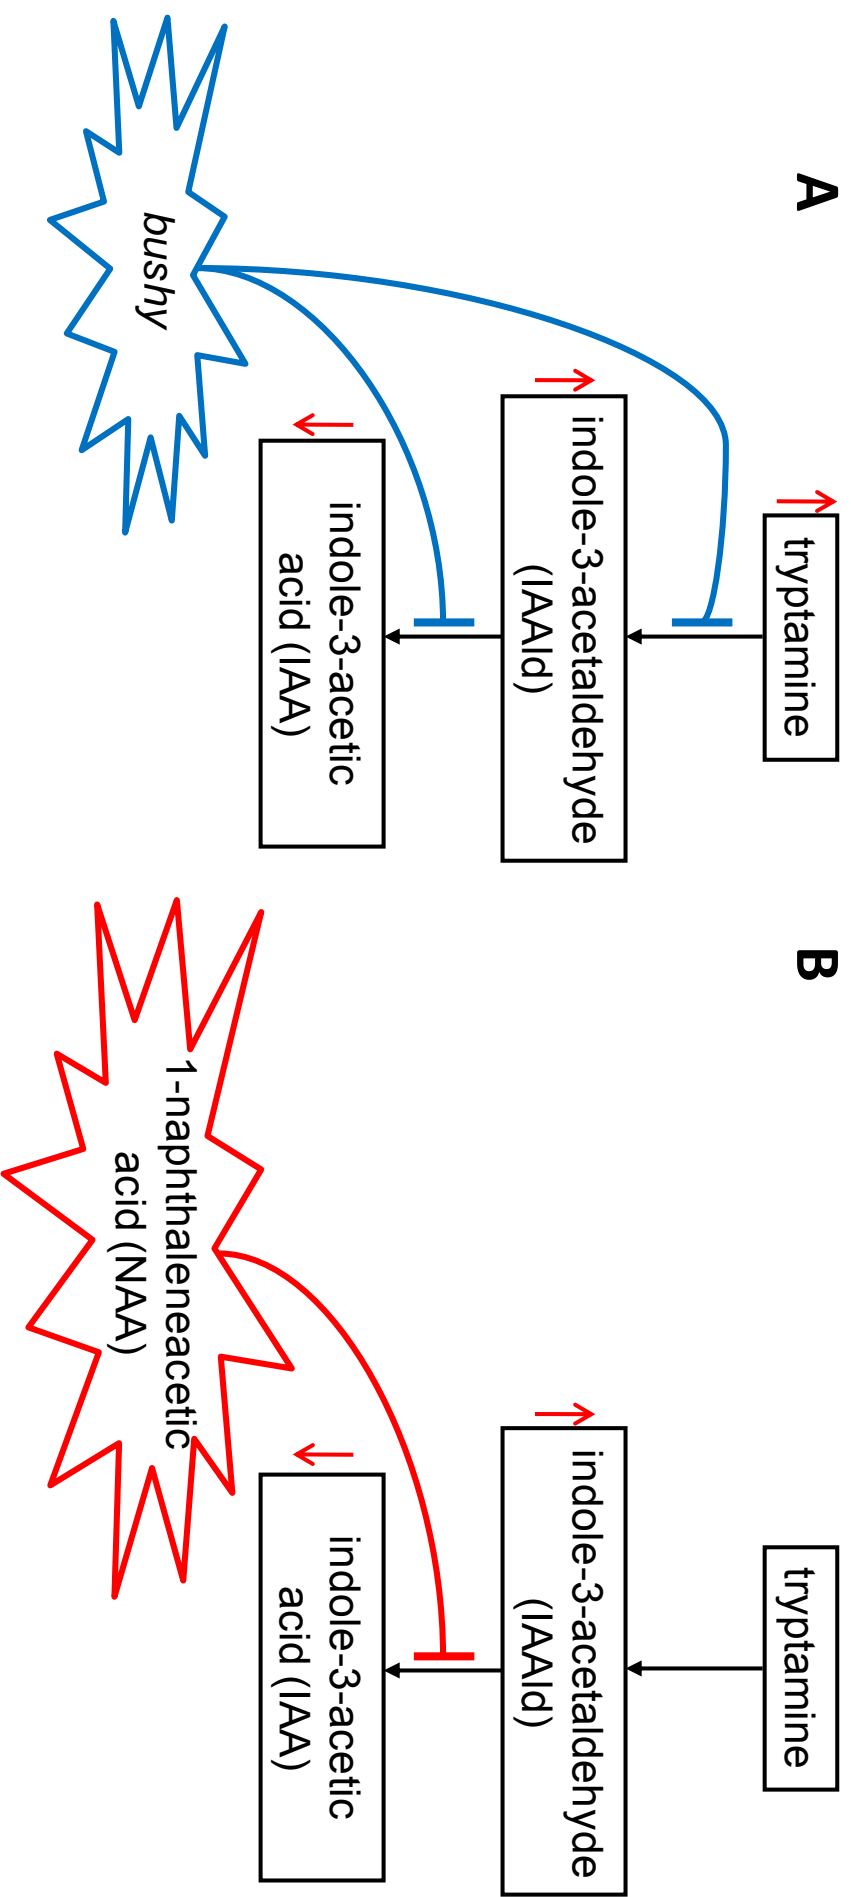 A
tryptamine
indole-3-acetaldehyde
(IAAld)
indole-3-acetic
acid (IAA)
bushy
B
tryptamine
indole-3-acetaldehyde
(IAAld)
indole-3-acetic
acid (IAA)
1-naphthaleneacetic
acid (NAA)